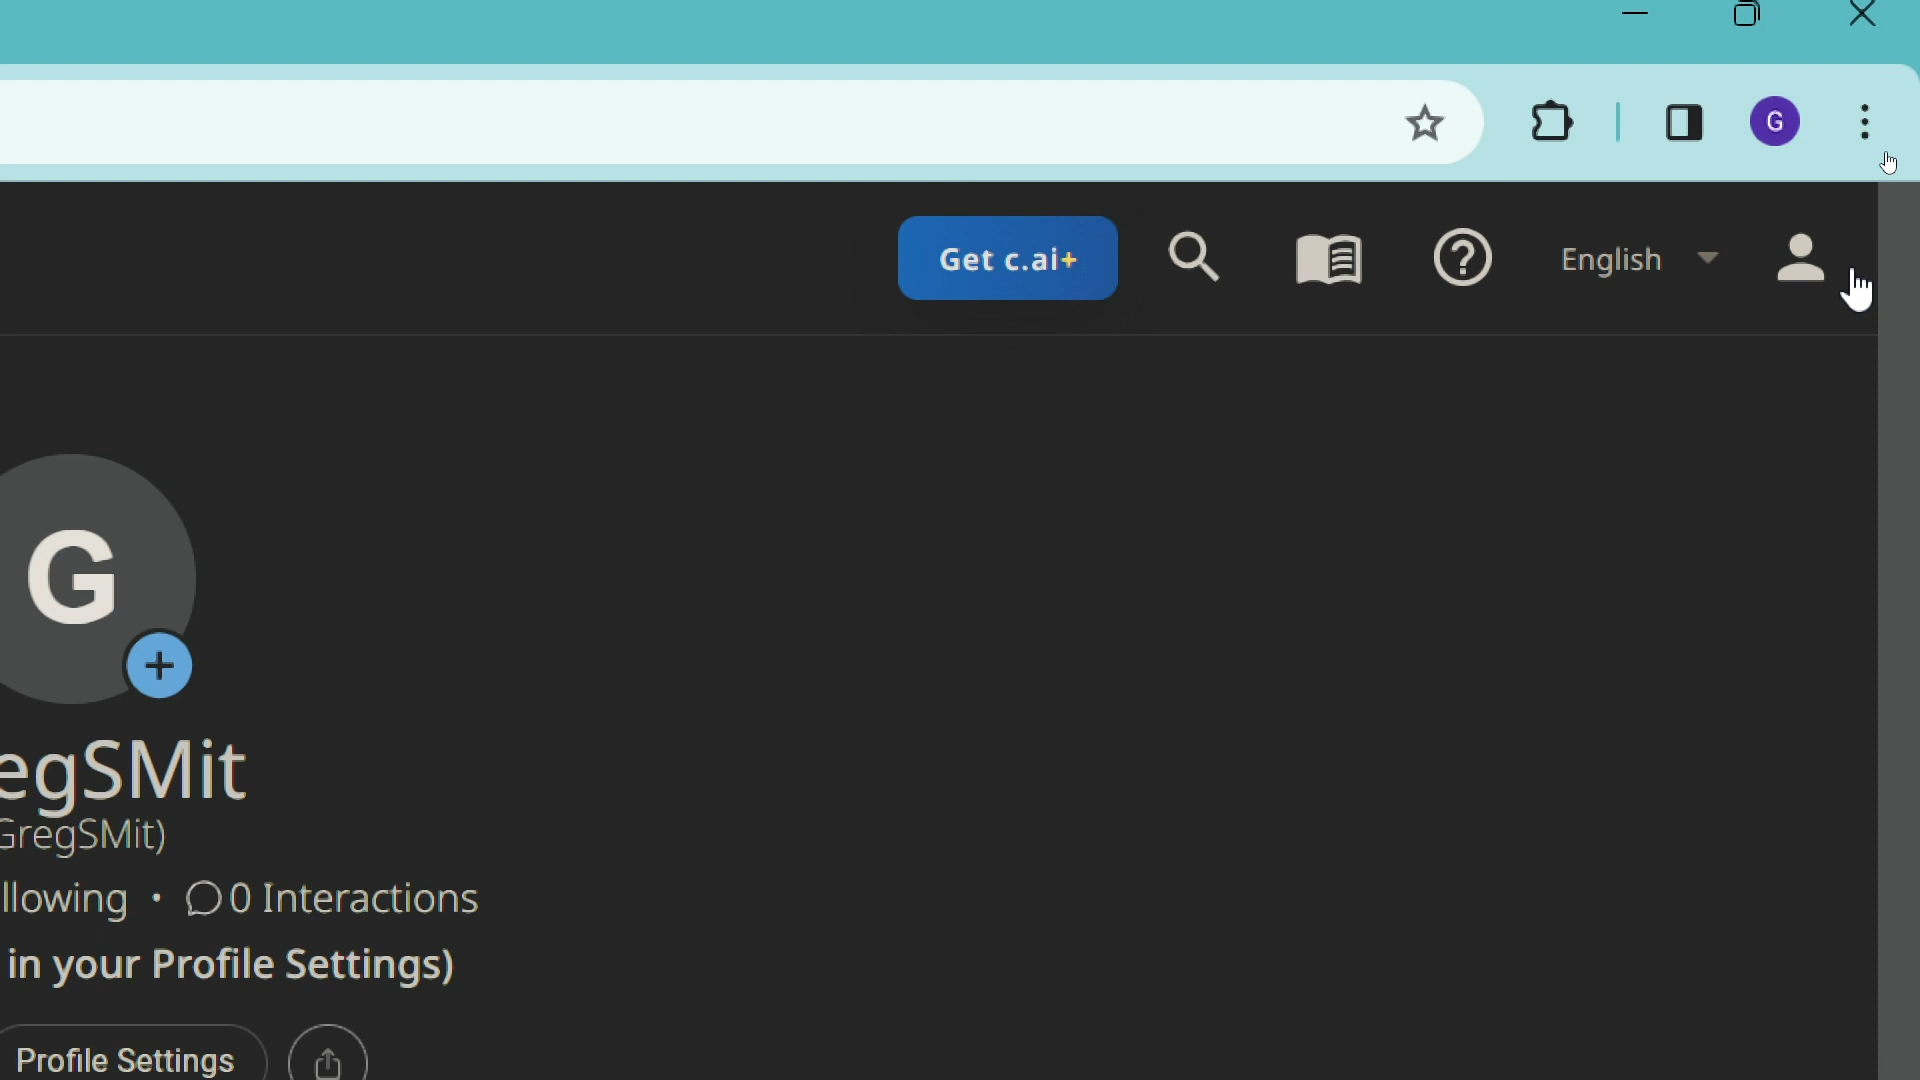 G
Get c.ai+
English
G
egSMit
GregSMit)
llowing • 0 Interactions
in your Profile Settings)
Profile Settings